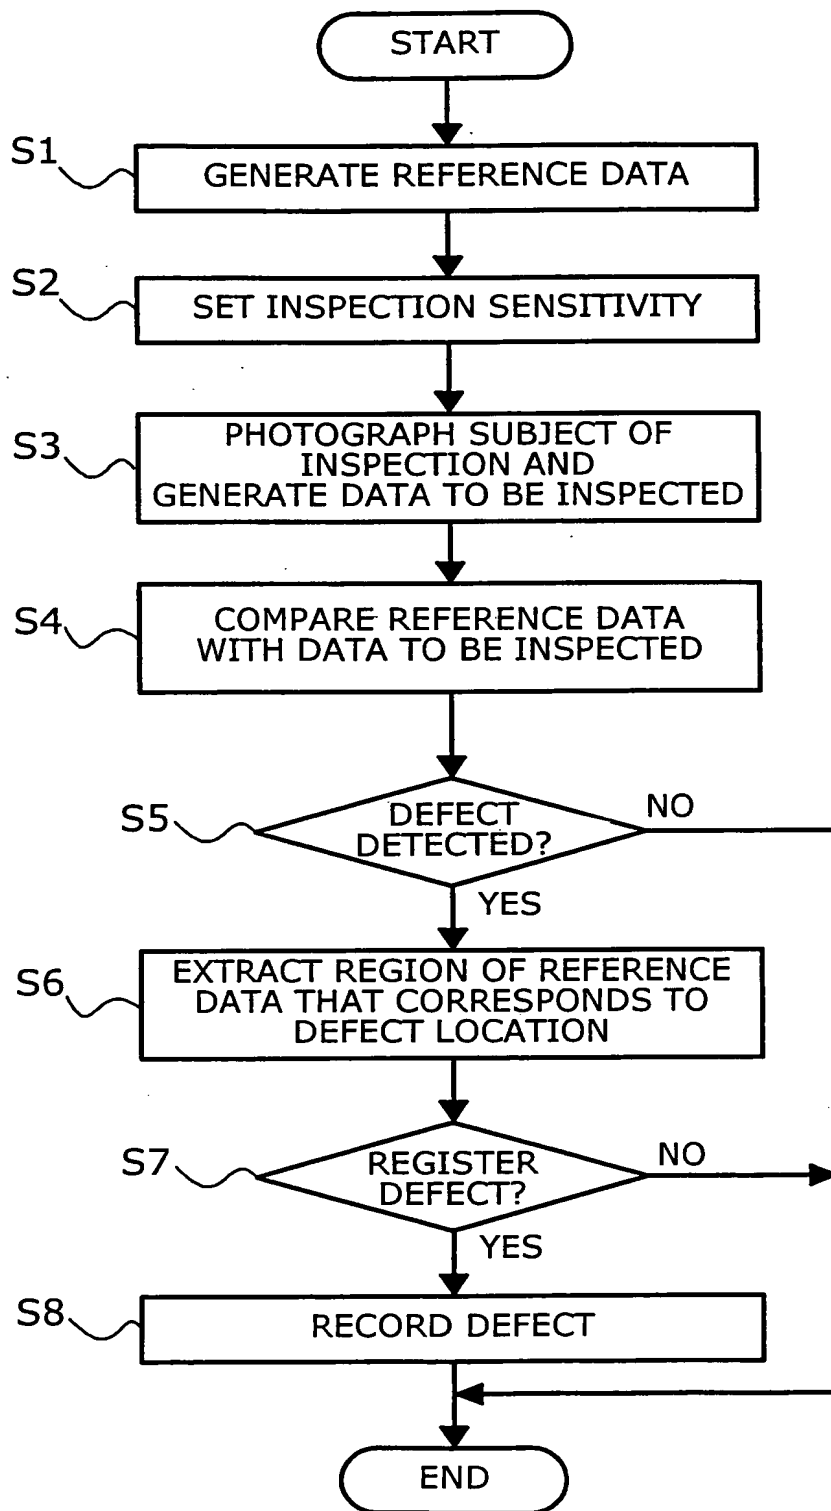 START
S1
GENERATE REFERENCE DATA
S2
SET INSPECTION SENSITIVITY
S3
PHOTOGRAPH SUBJECT OF
INSPECTION AND
GENERATE DATA TO BE INSPECTED
S4
COMPARE REFERENCE DATA
WITH DATA TO BE INSPECTED
S5
DEFECT
DETECTED?
NO
YES
S6
EXTRACT REGION OF REFERENCE
DATA THAT CORRESPONDS TO
DEFECT LOCATION
S7
REGISTER
DEFECT?
NO
YES
S8
RECORD DEFECT
END